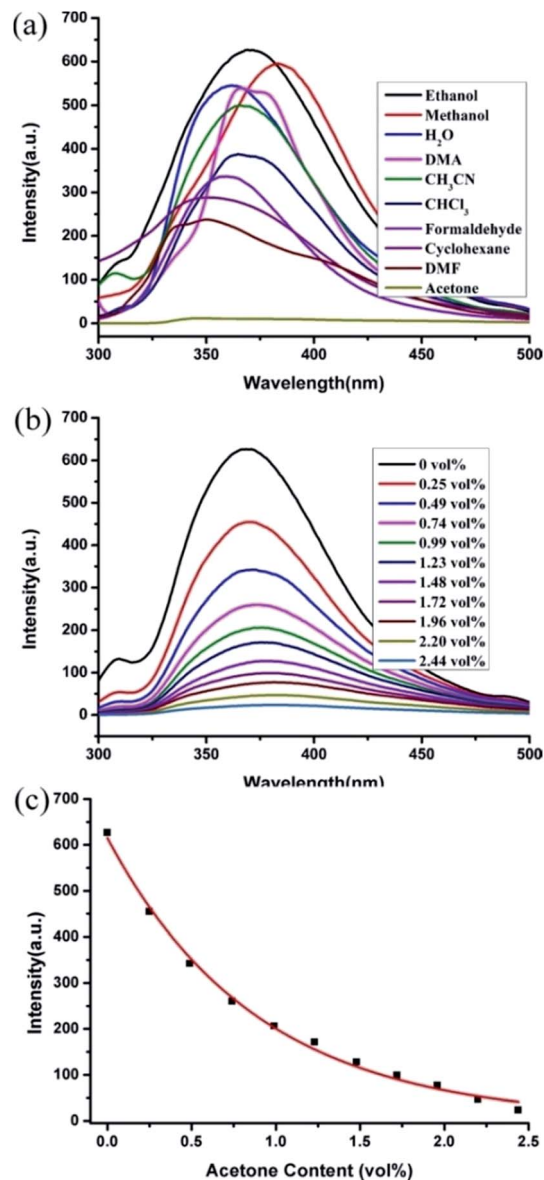 (a)
700
600
500
400
300
200
100
0
Intensity(a.u.)
Ethanol
Methanol
H₂O
DMA
CH₃CN
CHCl₃
Formaldehyde
Cyclohexane
DMF
Acetone
300 350 400 450 500
Wavelength(nm)
(b)
700
600
500
400
300
200
100
0
Intensity(a.u.)
0 vol%
0.25 vol%
0.49 vol%
0.74 vol%
0.99 vol%
1.23 vol%
1.48 vol%
1.72 vol%
1.96 vol%
2.20 vol%
2.44 vol%
300 350 400 450 500
Wavelength(nm)
(c)
700
600
500
400
300
200
100
0
Intensity(a.u.)
0.0 0.5 1.0 1.5 2.0 2.5
Acetone Content (vol%)